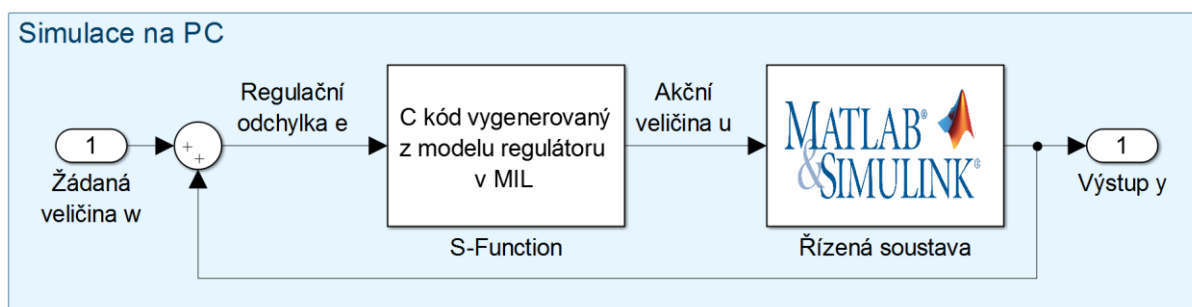 Simulace na PC
Regulační
odchylka e
C kód vygenerovaný
z modelu regulátoru
v MIL
Akční
veličina u
MATLAB®
&SIMULINK®
1
+
+
1
Žádaná
veličina w
Výstup y
S-Function
Řízená soustava